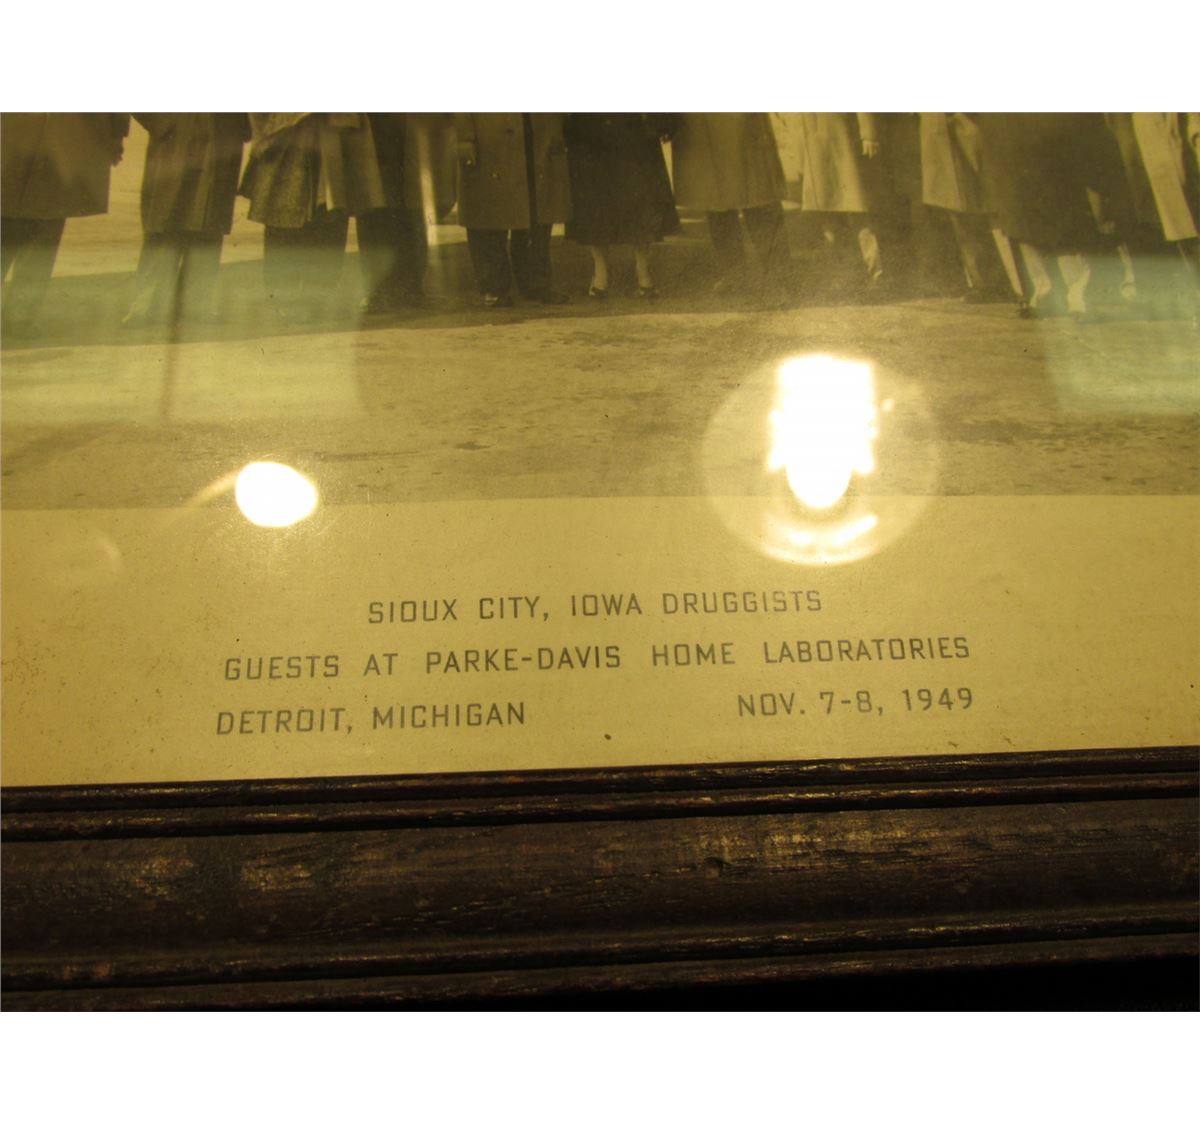 SIOUX CITY, IOWA DRUGGISTS
GUESTS AT PARKE-DAVIS HOME LABORATORIES
DETROIT, MICHIGAN NOV. 7-8, 1949